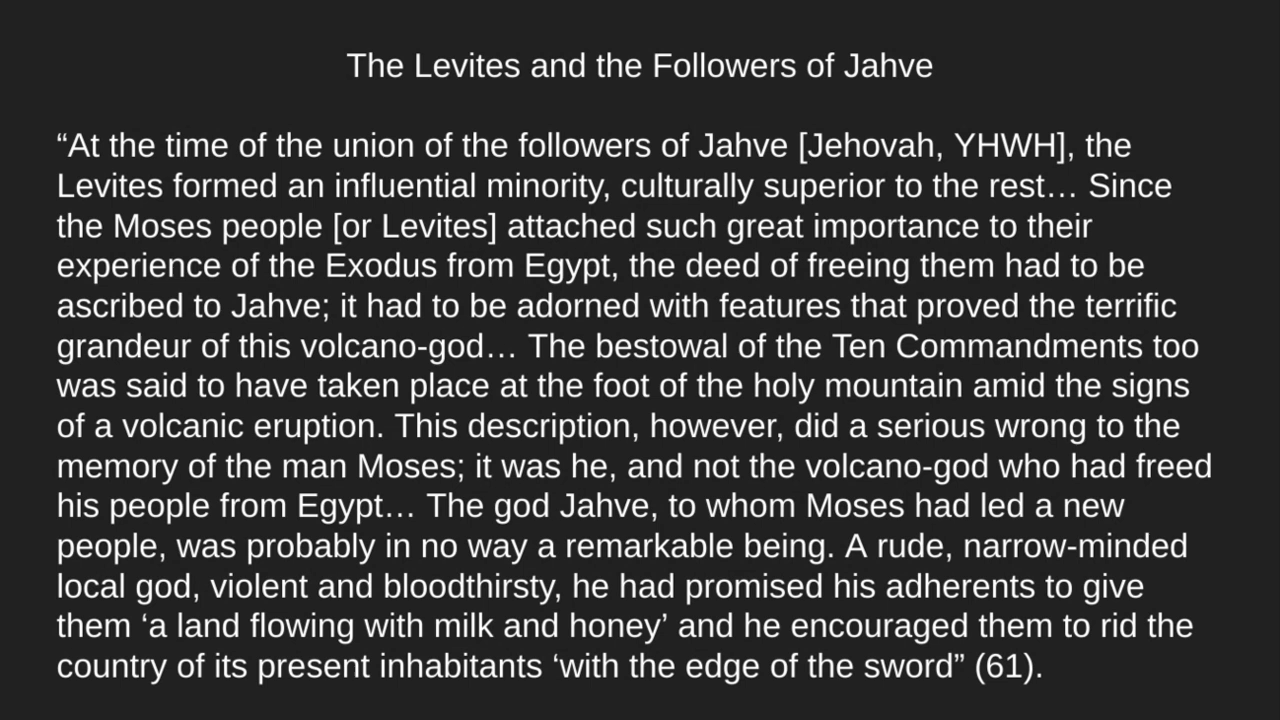 The Levites and the Followers of Jahve
“At the time of the union of the followers of Jahve [Jehovah, YHWH], the
Levites formed an influential minority, culturally superior to the rest… Since
the Moses people [or Levites] attached such great importance to their
experience of the Exodus from Egypt, the deed of freeing them had to be
ascribed to Jahve; it had to be adorned with features that proved the terrific
grandeur of this volcano-god… The bestowal of the Ten Commandments too
was said to have taken place at the foot of the holy mountain amid the signs
of a volcanic eruption. This description, however, did a serious wrong to the
memory of the man Moses; it was he, and not the volcano-god who had freed
his people from Egypt… The god Jahve, to whom Moses had led a new
people, was probably in no way a remarkable being. A rude, narrow-minded
local god, violent and bloodthirsty, he had promised his adherents to give
them ‘a land flowing with milk and honey’ and he encouraged them to rid the
country of its present inhabitants ‘with the edge of the sword” (61).